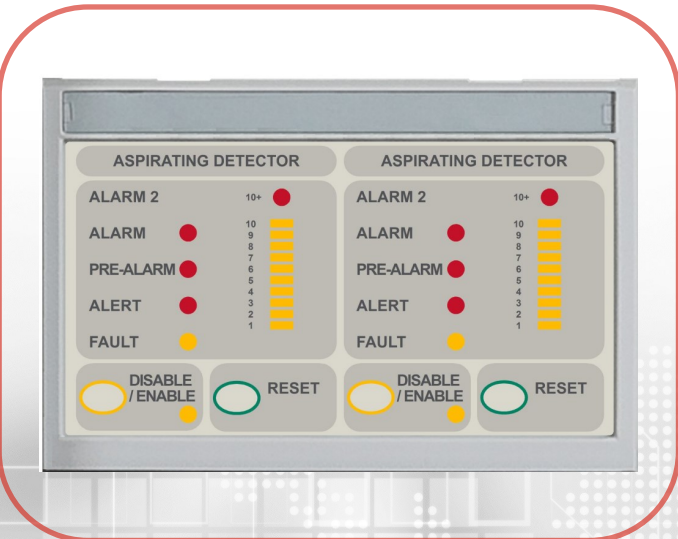 ASPIRATING DETECTOR
ALARM 2
10+
ALARM
PRE-ALARM
ALERT
FAULT
10
9
8
7
6
5
4
3
2
1
DISABLE
/ ENABLE
RESET
ASPIRATING DETECTOR
ALARM 2
10+
ALARM
PRE-ALARM
ALERT
FAULT
10
9
8
7
6
5
4
3
2
1
DISABLE
/ ENABLE
RESET